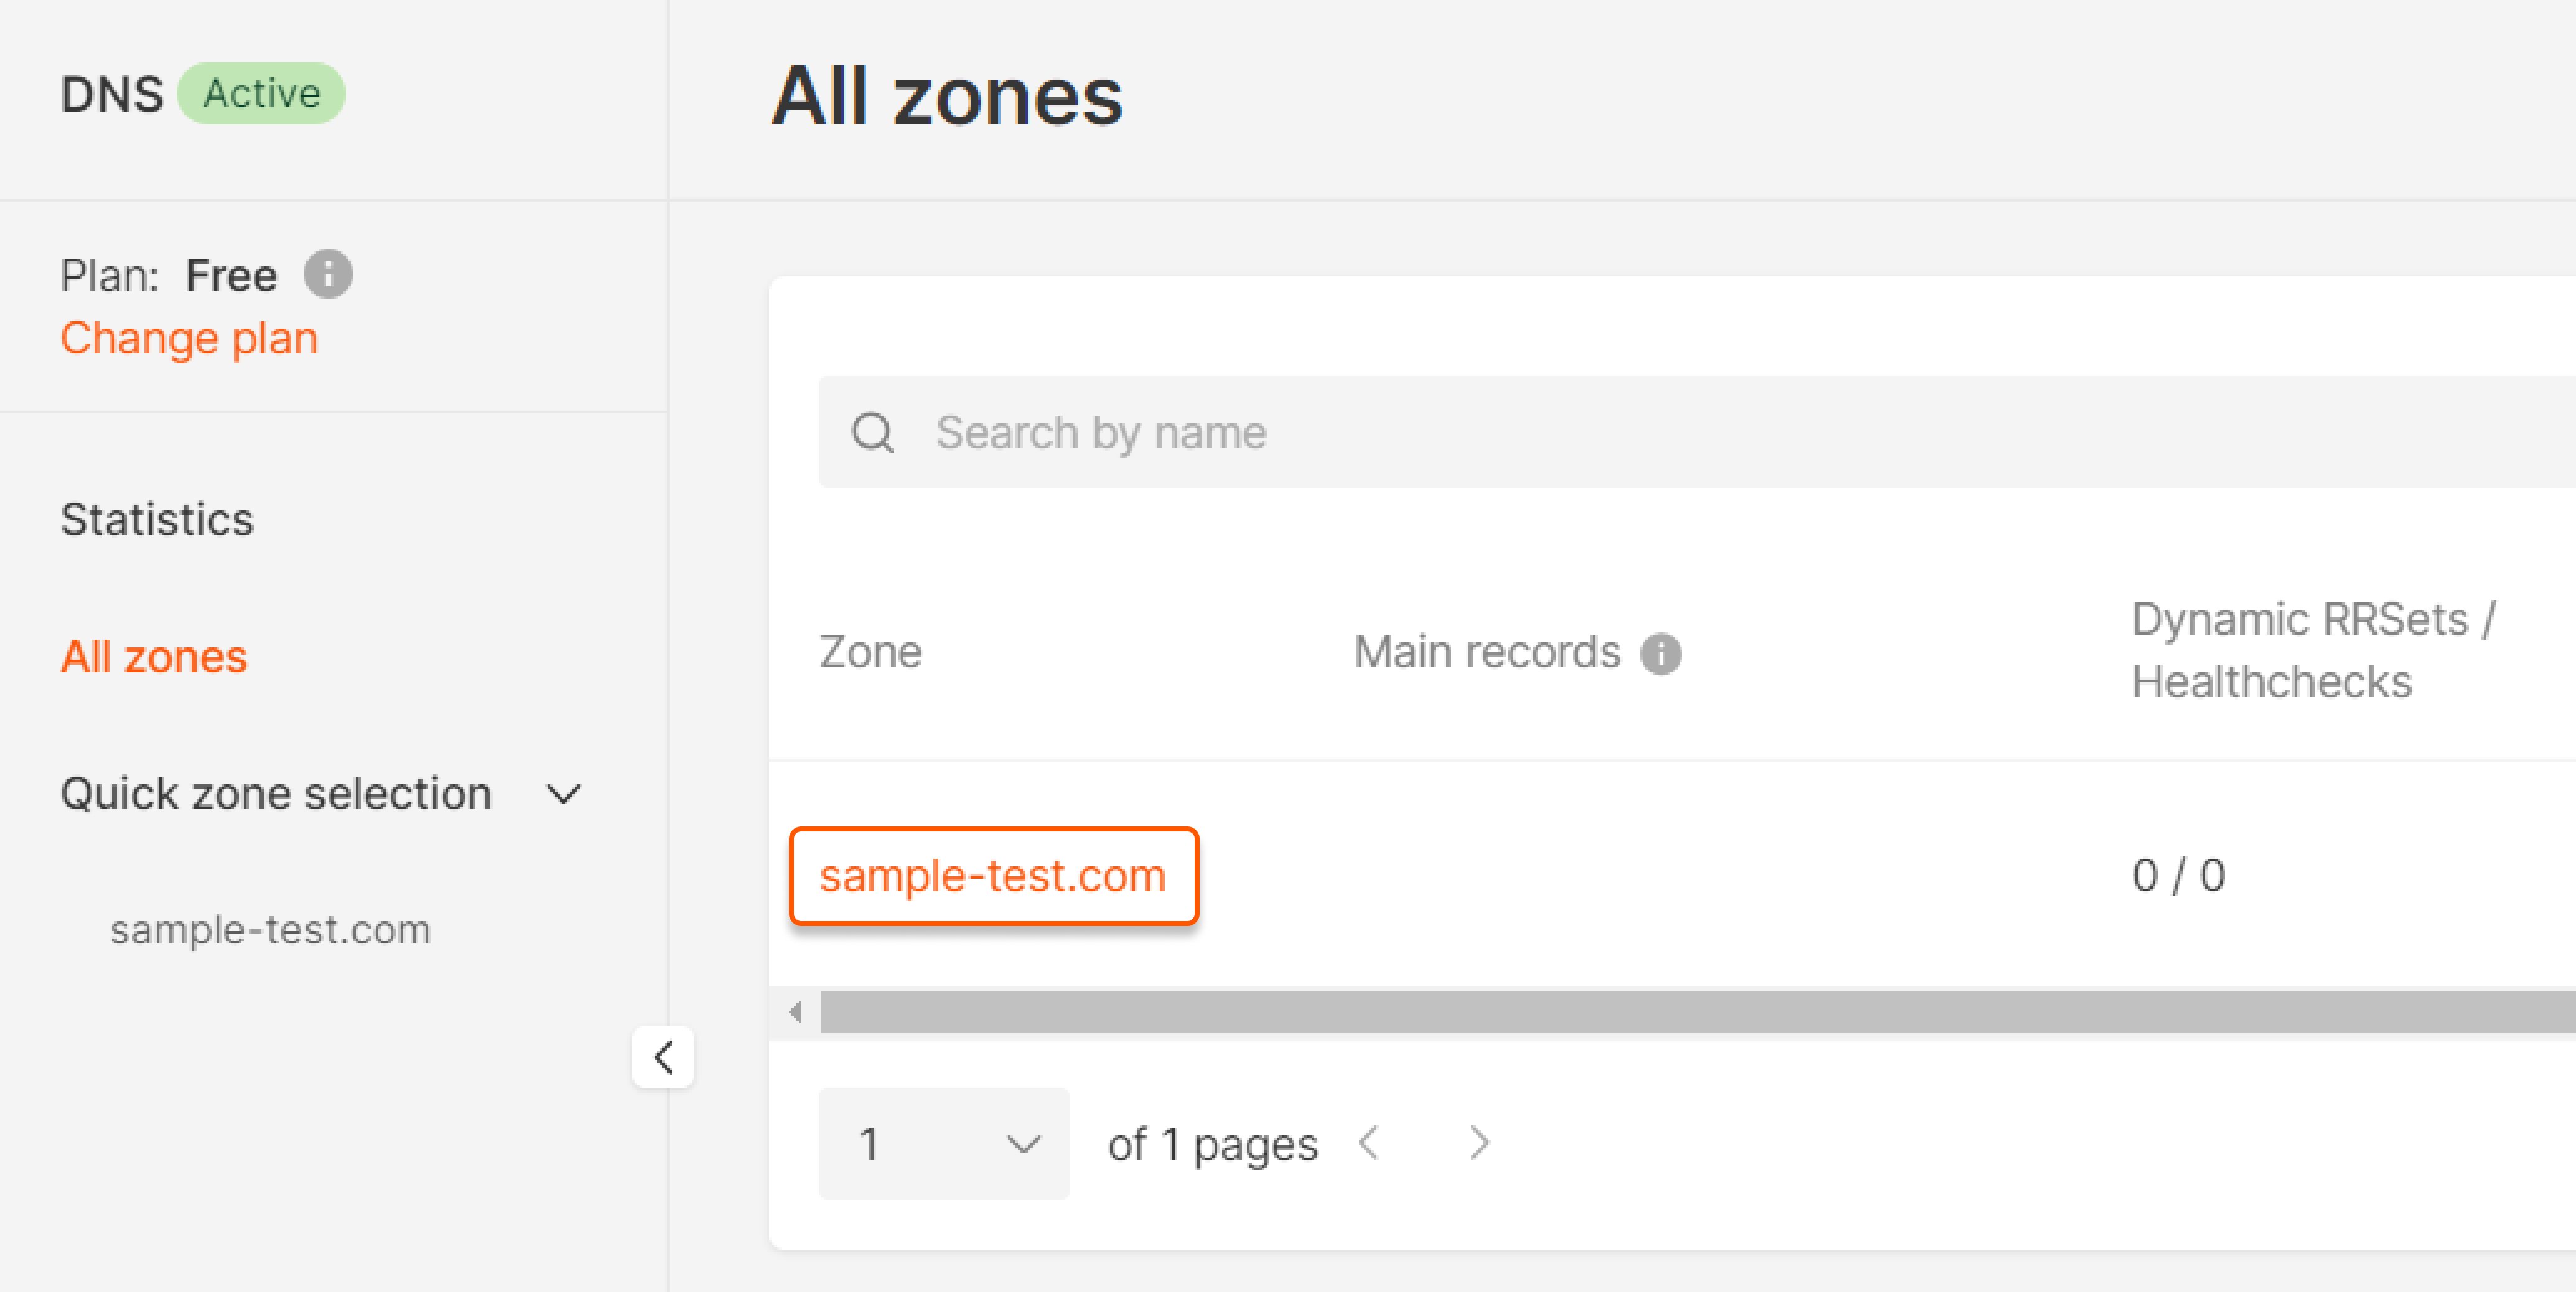 DNS Active
Plan: Free
Change plan
Statistics
All zones
Quick zone selection
sample-test.com
All zones
Search by name
Zone
Main records
Dynamic RRSets /
Healthchecks
sample-test.com
0 / 0
1 of 1 pages